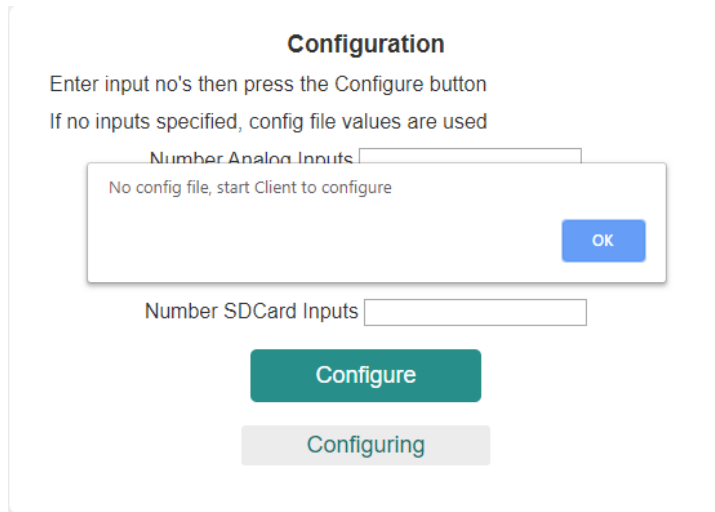 Configuration
Enter input no's then press the Configure button
If no inputs specified, config file values are used
Number Analog Inputs
No config file, start Client to configure
OK
Number SDCard Inputs
Configure
Configuring